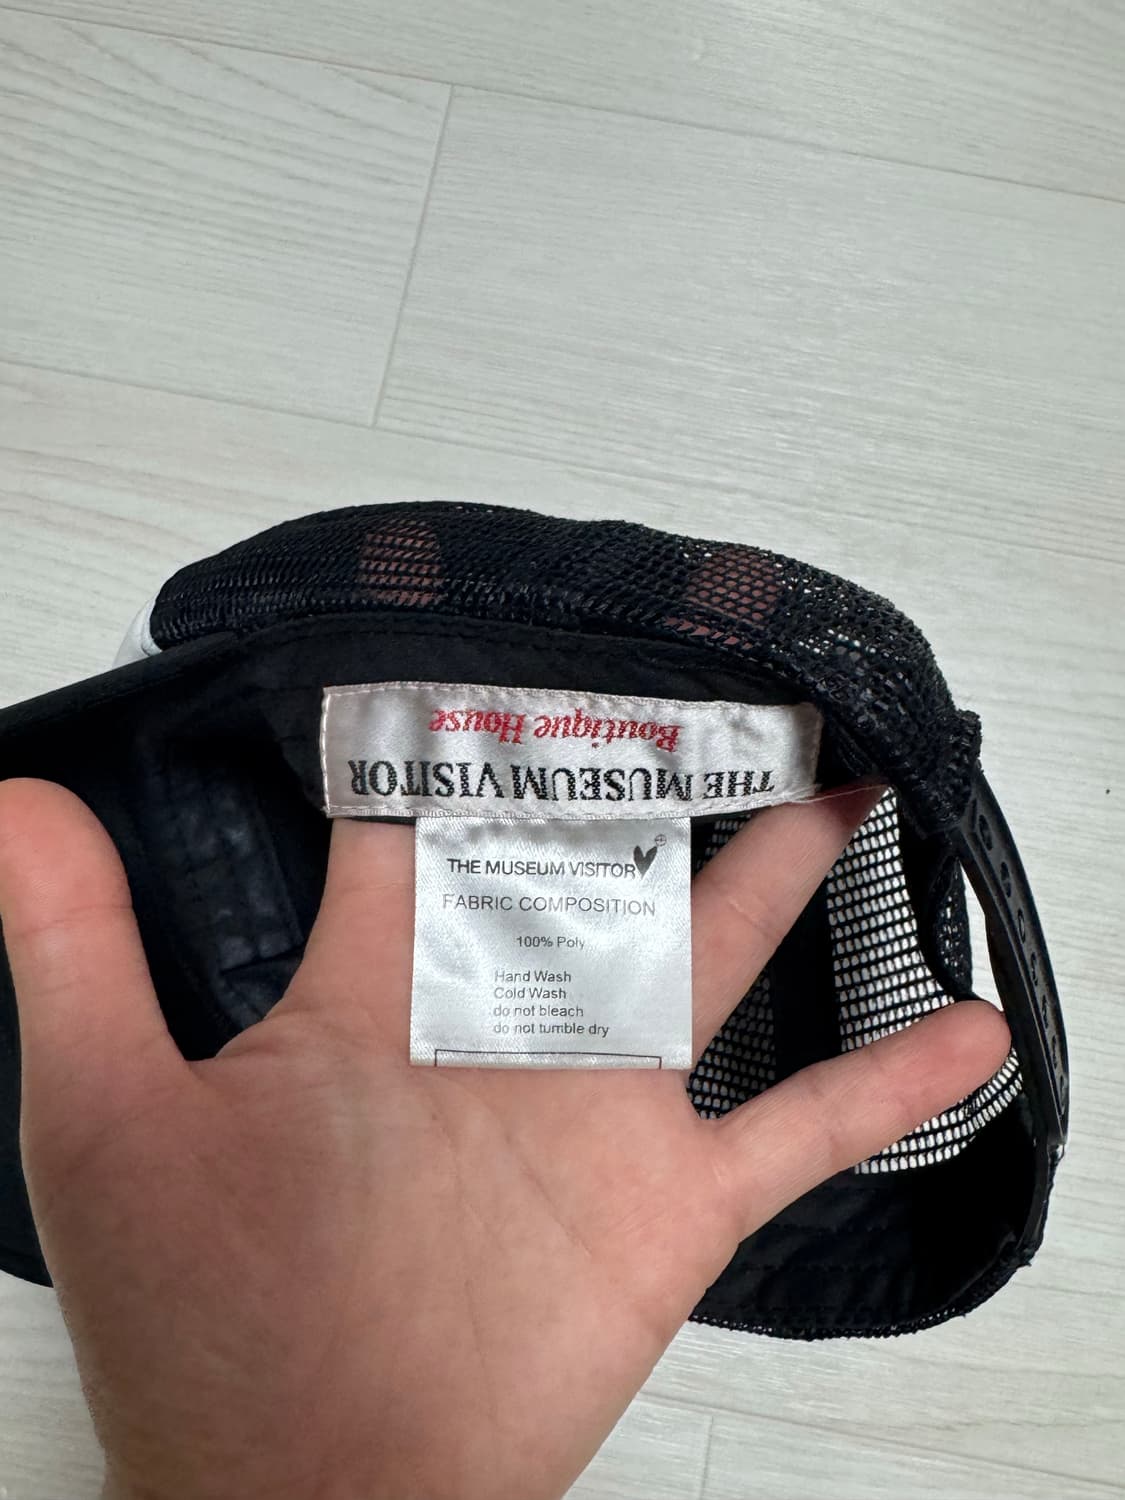 THE MUSEUM VISITOR
Boutique House
THE MUSEUM VISITOR
FABRIC COMPOSITION
100% Poly
Hand Wash
Cold Wash
do not bleach
do not tumble dry